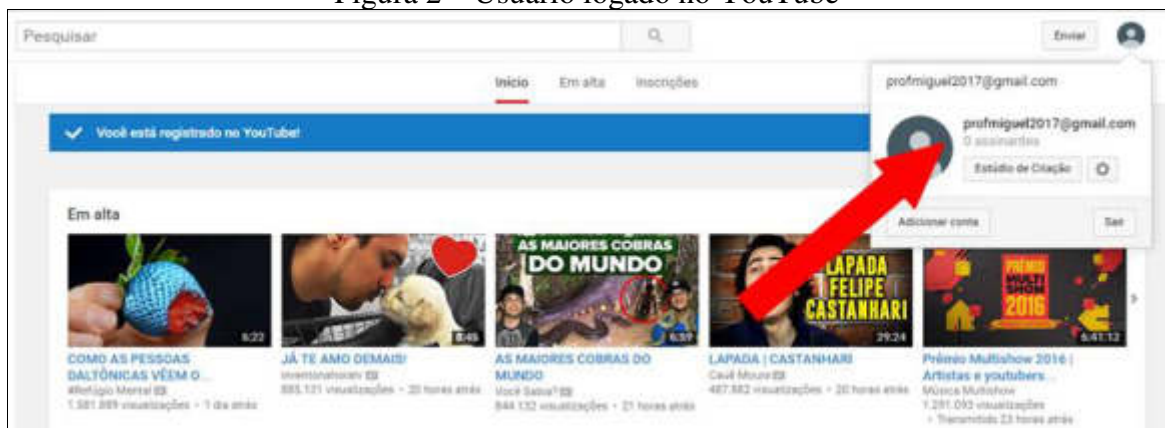 Figura 2 – Usuário logado no YouTube
Pesquisar
Enviar
Início Em alta Inscrições
profmiguel2017@gmail.com
profmiguel2017@gmail.com
0 assinantes
Estúdio de Criação
Adicionar conta
Sair
Você está registrado no YouTube!
Em alta
6:22
COMO AS PESSOAS
DALTÔNICAS VÊEM O...
#Refúgio Mental
1.581.889 visualizações • 1 dia atrás
8:45
JÁ TE AMO DEMAIS!
885.131 visualizações • 20 horas atrás
AS MAIORES COBRAS
DO MUNDO
6:59
AS MAIORES COBRAS DO
MUNDO
Você Sabia?
844.132 visualizações • 21 horas atrás
LAPADA
FELIPE
CASTANHARI
29:24
LAPADA | CASTANHARI
Cauê Moura
487.882 visualizações • 20 horas atrás
PRÊMIO
MULTI
SHOW
2016
5:41:12
Prêmio Multishow 2016 |
Artistas e youtubers...
Música Multishow
1.291.093 visualizações
• Transmitido 23 horas atrás